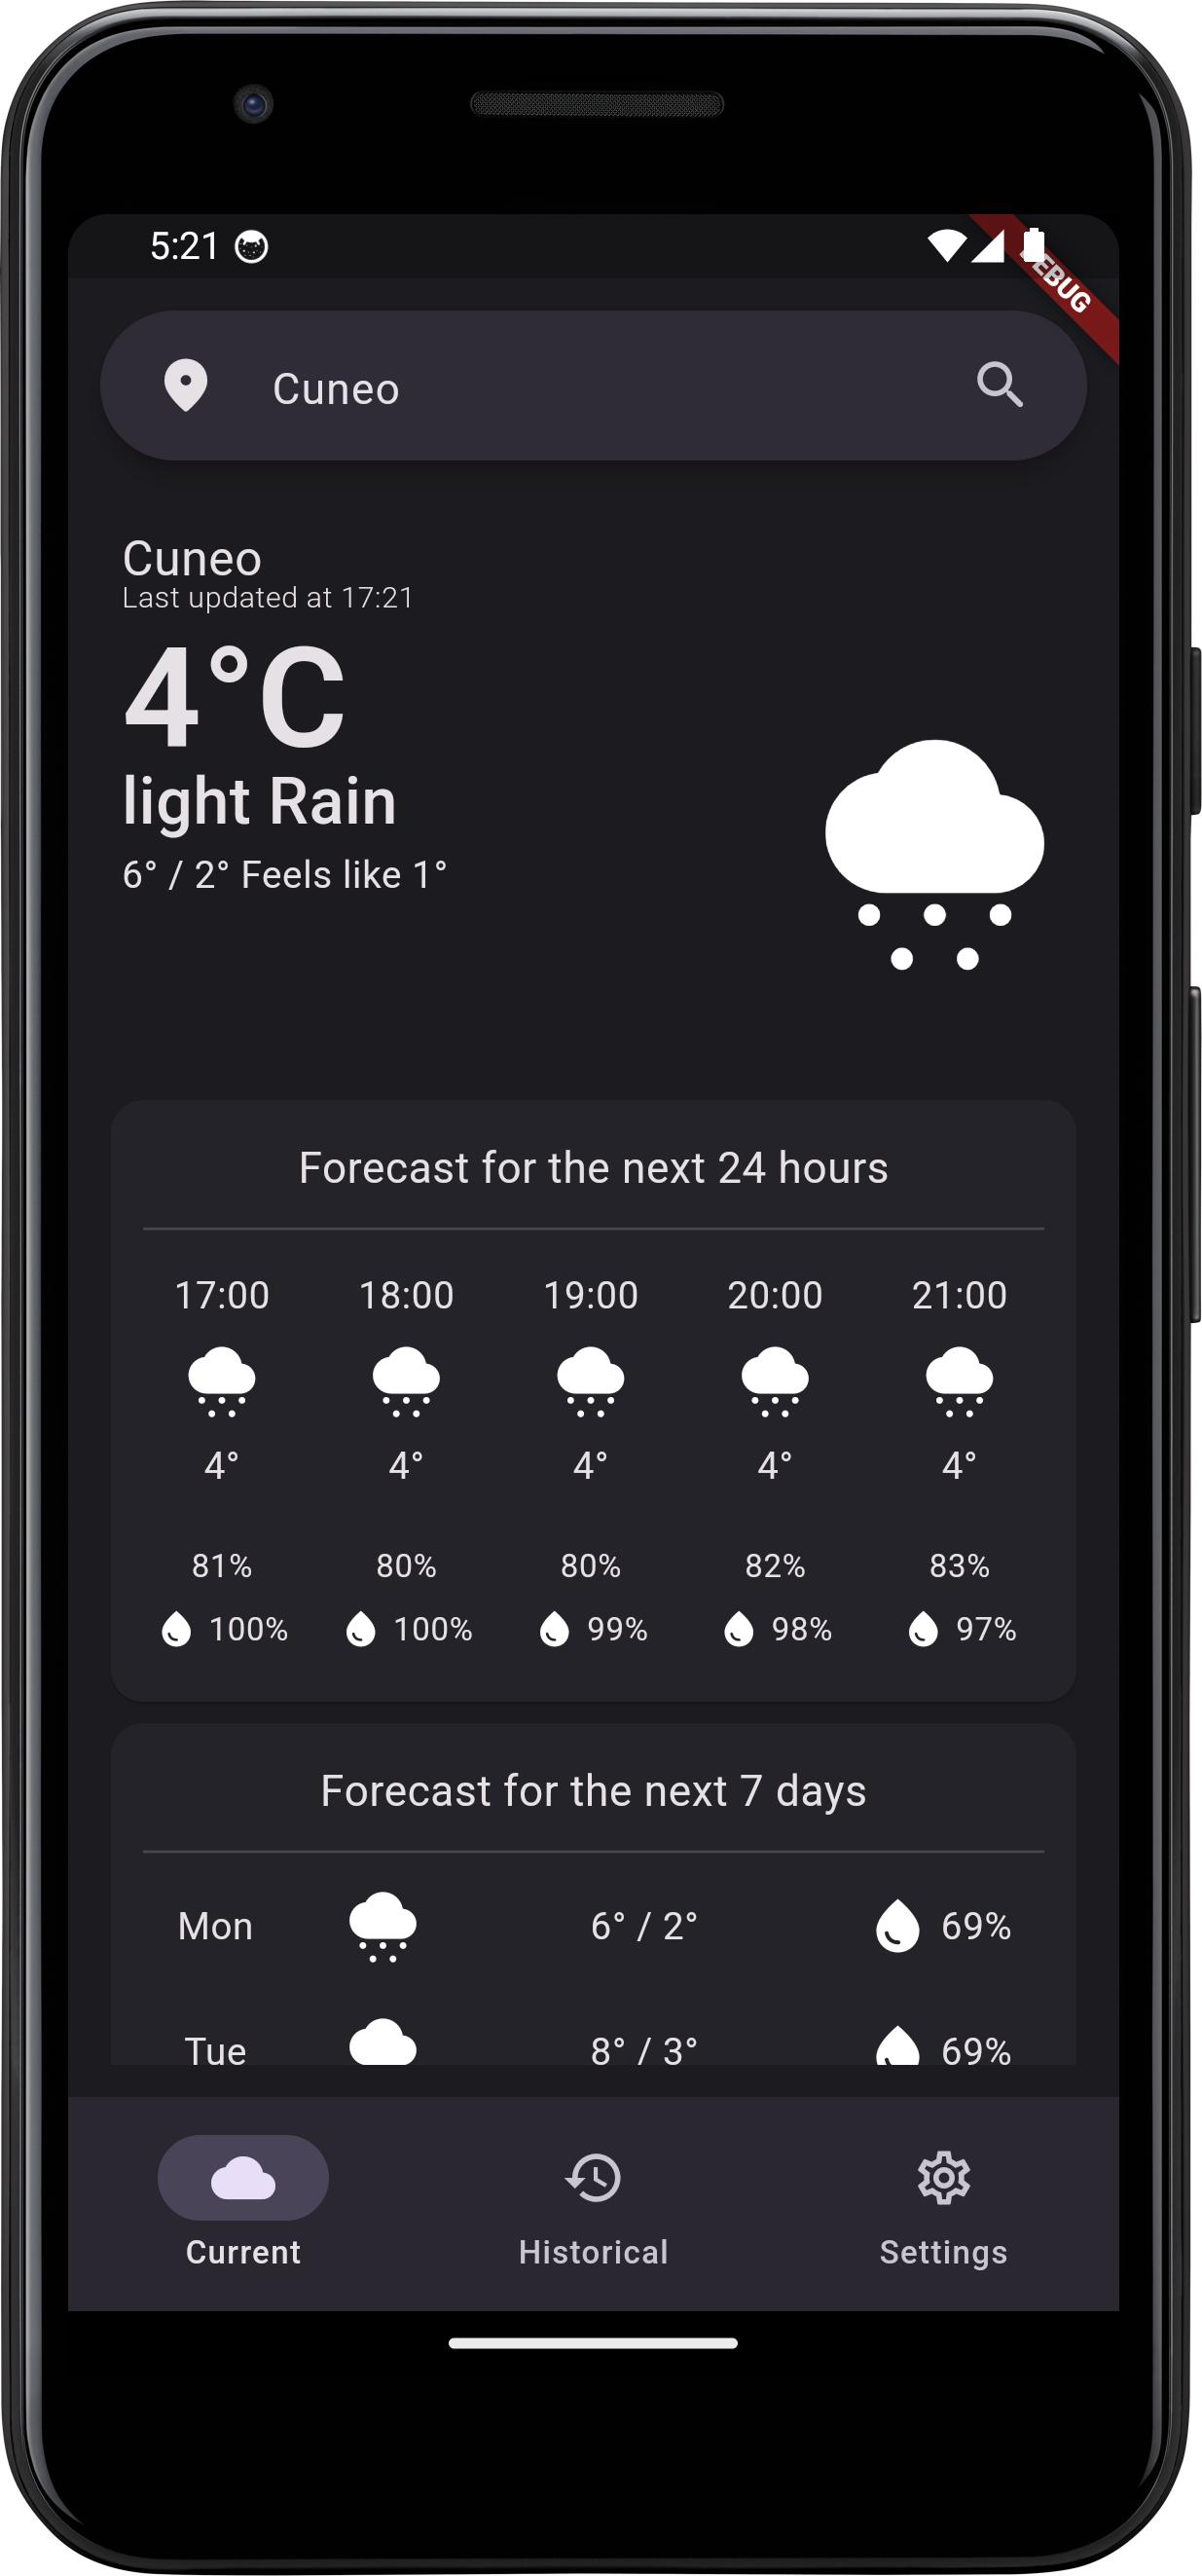 5:21
EBUG
Cuneo
Cuneo
Last updated at 17:21
4°C
light Rain
6° / 2° Feels like 1°
Forecast for the next 24 hours
17:00 18:00 19:00 20:00 21:00
4° 4° 4° 4° 4°
81% 80% 80% 82% 83%
100% 100% 99% 98% 97%
Forecast for the next 7 days
Mon 6° / 2° 69%
Tue 8° / 3° 69%
Current Historical Settings